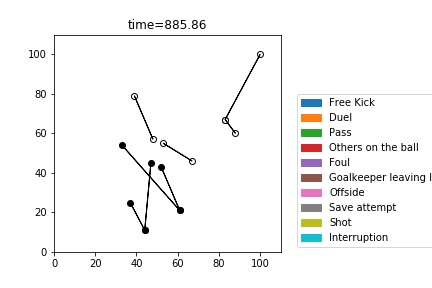 time=885.86
100
80
60
40
20
0
0 20 40 60 80 100
Free Kick
Duel
Pass
Others on the ball
Foul
Goalkeeper leaving l
Offside
Save attempt
Shot
Interruption